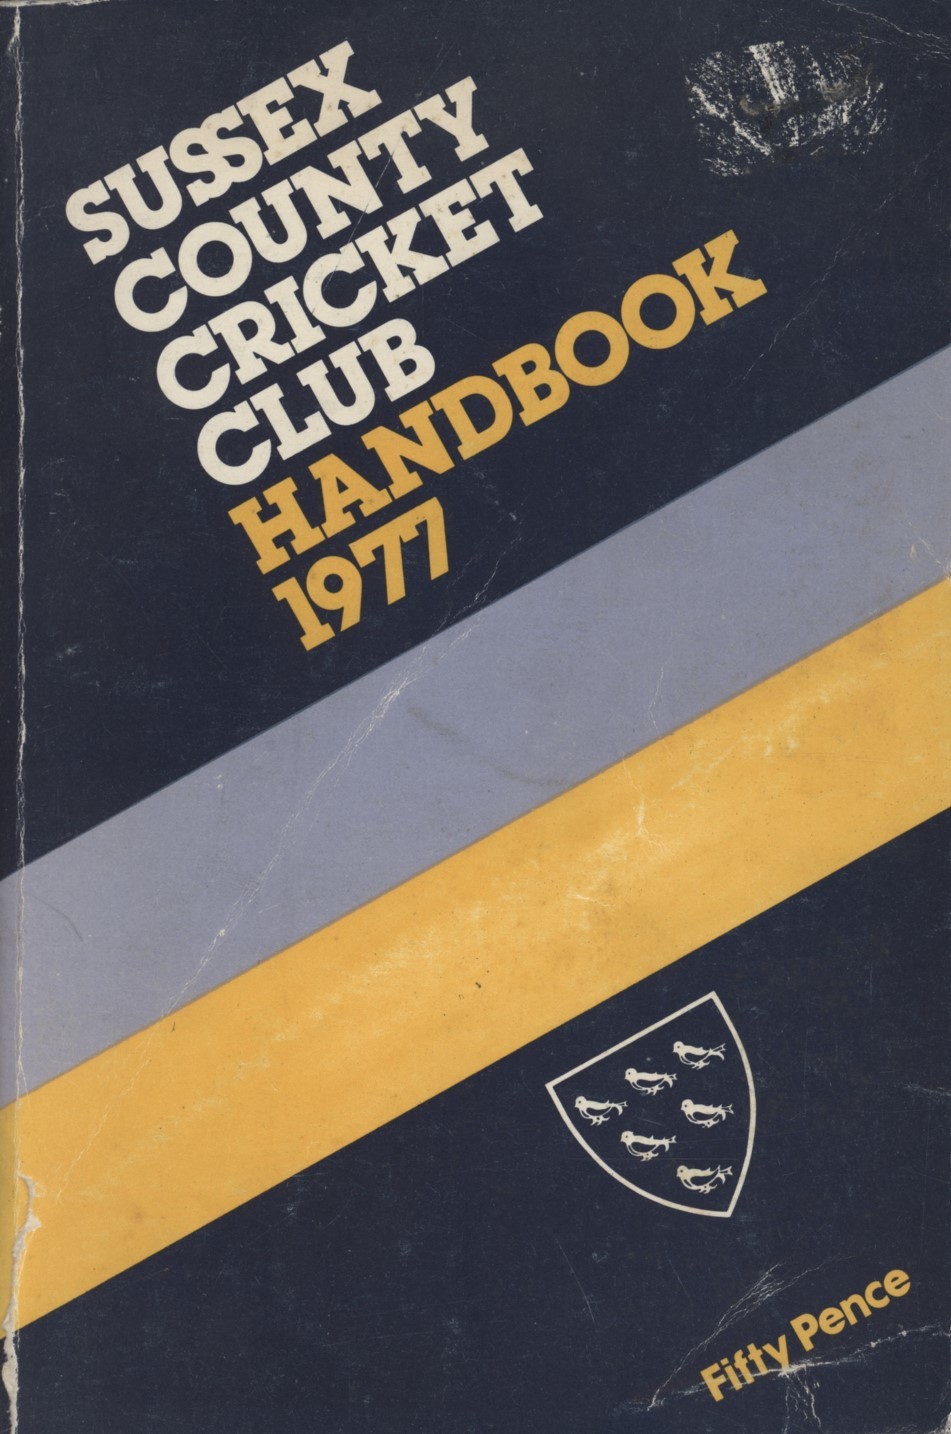 SUSSEX
COUNTY
CRICKET
CLUB
HANDBOOK
1977
Fifty Pence